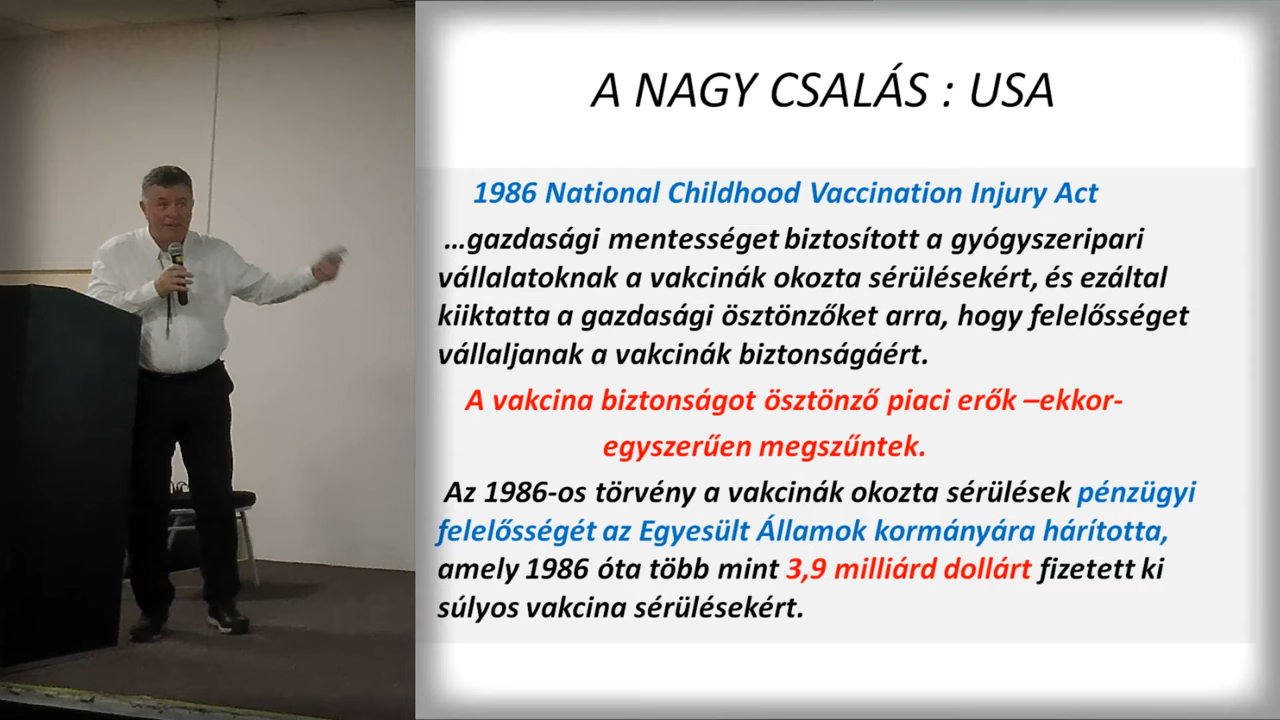 A NAGY CSALÁS : USA
1986 National Childhood Vaccination Injury Act
...gazdasági mentességet biztosított a gyógyszeripari
vállalatoknak a vakcinák okozta sérülésekért, és ezáltal
kiiktatta a gazdasági ösztönzőket arra, hogy felelősséget
vállaljanak a vakcinák biztonságáért.
A vakcina biztonságot ösztönző piaci erők –ekkor-
egyszerűen megszűntek.
Az 1986-os törvény a vakcinák okozta sérülések pénzügyi
felelősségét az Egyesült Államok kormányára hárította,
amely 1986 óta több mint 3,9 milliárd dollárt fizetett ki
súlyos vakcina sérülésekért.